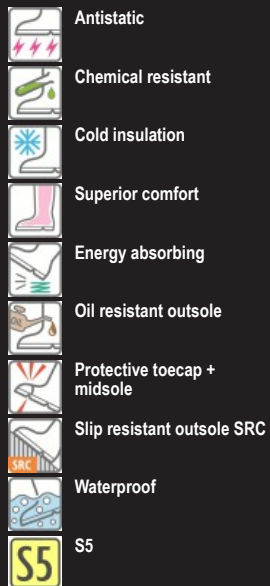 Antistatic
Chemical resistant
Cold insulation
Superior comfort
Energy absorbing
Oil resistant outsole
OIL
Protective toecap +
midsole
Slip resistant outsole SRC
SRC
Waterproof
S5
S5